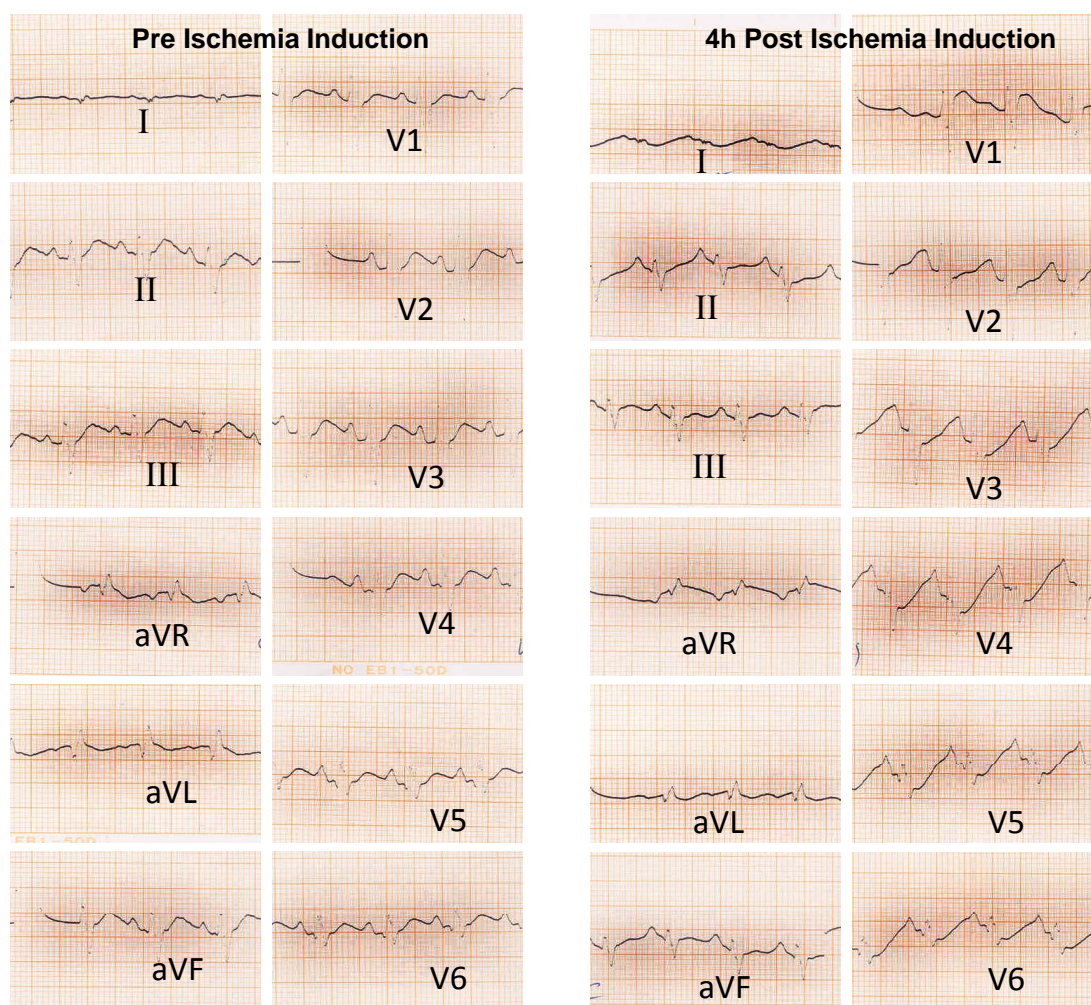 Pre Ischemia Induction
I
V1
II
V2
III
V3
aVR
V4
NO EB1-50D
aVL
V5
EB1-50D
aVF
V6
4h Post Ischemia Induction
I
V1
II
V2
III
V3
aVR
V4
aVL
V5
aVF
V6